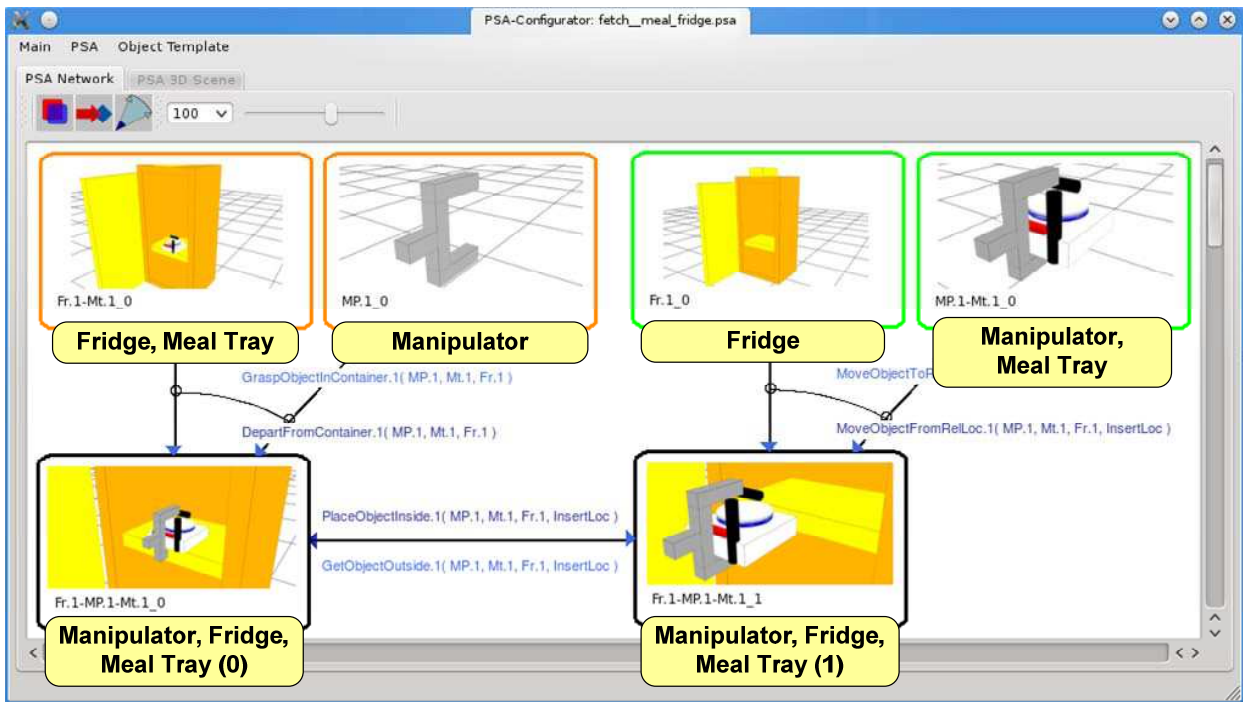 PSA-Configurator: fetch__meal_fridge.psa
Main PSA Object Template
PSA Network PSA 3D Scene
100
Fr.1-Mt.1_0
MP.1_0
Fr.1_0
MP.1-Mt.1_0
Fridge, Meal Tray
Manipulator
Fridge
Manipulator,
Meal Tray
GraspObjectInContainer.1( MP.1, Mt.1, Fr.1 )
DepartFromContainer.1( MP.1, Mt.1, Fr.1 )
MoveObjectFromRelLoc.1( MP.1, Mt.1, Fr.1, InsertLoc )
PlaceObjectInside.1( MP.1, Mt.1, Fr.1, InsertLoc )
GetObjectOutside.1( MP.1, Mt.1, Fr.1, InsertLoc )
Fr.1-MP.1-Mt.1_0
Fr.1-MP.1-Mt.1_1
Manipulator, Fridge,
Meal Tray (0)
Manipulator, Fridge,
Meal Tray (1)